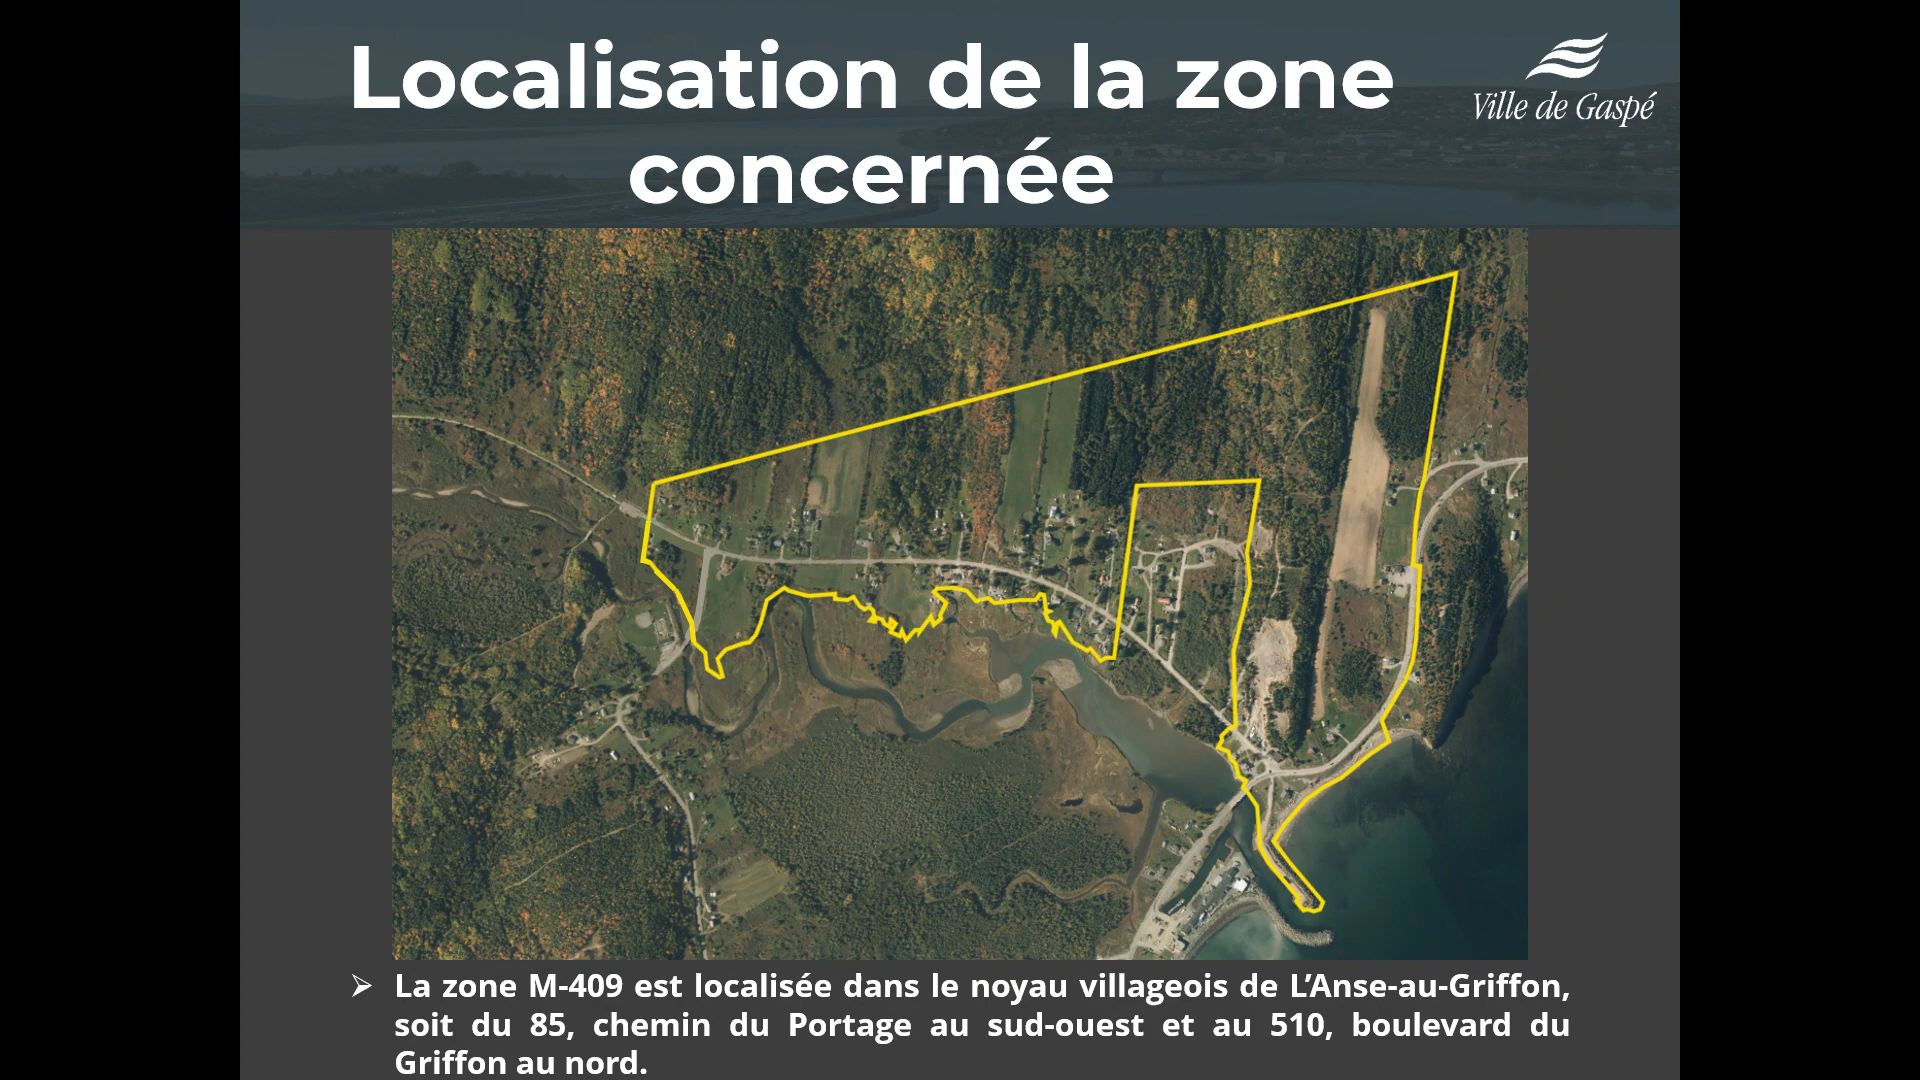 Localisation de la zone
concernée
Ville de Gaspé
➢ La zone M-409 est localisée dans le noyau villageois de L’Anse-au-Griffon,
soit du 85, chemin du Portage au sud-ouest et au 510, boulevard du
Griffon au nord.